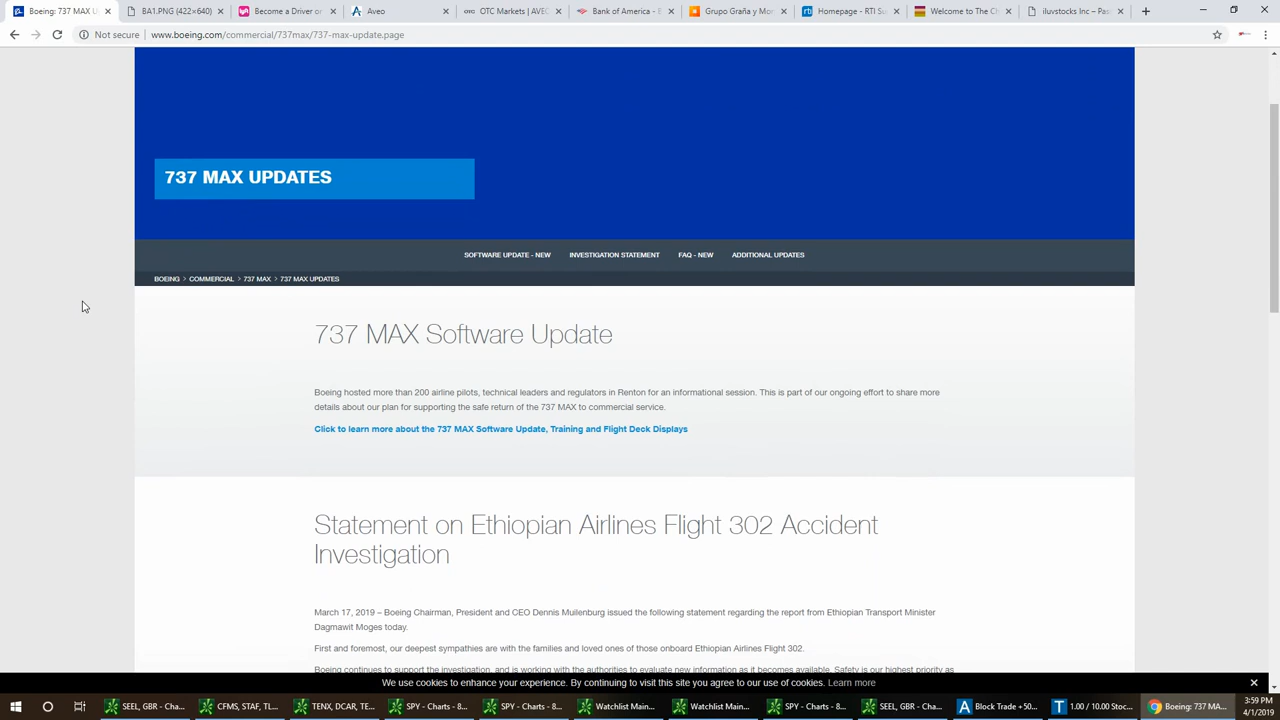 Boeing: 737 MAX U
BA1.PNG (422×640)
Become a Driver or
Aveo
OTC Markets | AVEO
Bank of America - E
Grupo Graña y Mon
Homepage - RTI Su
Welcome to The Ch
iluvstocks Inc – Pas
Not secure
www.boeing.com/commercial/737max/737-max-update.page
737 MAX UPDATES
SOFTWARE UPDATE - NEW
INVESTIGATION STATEMENT
FAQ - NEW
ADDITIONAL UPDATES
BOEING > COMMERCIAL > 737 MAX > 737 MAX UPDATES
737 MAX Software Update
Boeing hosted more than 200 airline pilots, technical leaders and regulators in Renton for an informational session. This is part of our ongoing effort to share more
details about our plan for supporting the safe return of the 737 MAX to commercial service.
Click to learn more about the 737 MAX Software Update, Training and Flight Deck Displays
Statement on Ethiopian Airlines Flight 302 Accident
Investigation
March 17, 2019 – Boeing Chairman, President and CEO Dennis Muilenburg issued the following statement regarding the report from Ethiopian Transport Minister
Dagmawit Moges today.
First and foremost, our deepest sympathies are with the families and loved ones of those onboard Ethiopian Airlines Flight 302.
Boeing continues to support the investigation, and is working with the authorities to evaluate new information as it becomes available. Safety is our highest priority as
We use cookies to enhance your experience. By continuing to visit this site you agree to our use of cookies. Learn more
SEEL, GBR - Cha...
CFMS, STAF, TL...
TENX, DCAR, TE...
SPY - Charts - 8...
SPY - Charts - 8...
Watchlist Main...
Watchlist Main...
SPY - Charts - 8...
SEEL, GBR - Cha...
Block Trade +50...
1.00 / 10.00 Stoc...
Boeing: 737 MA...
3:59 PM
4/1/2019